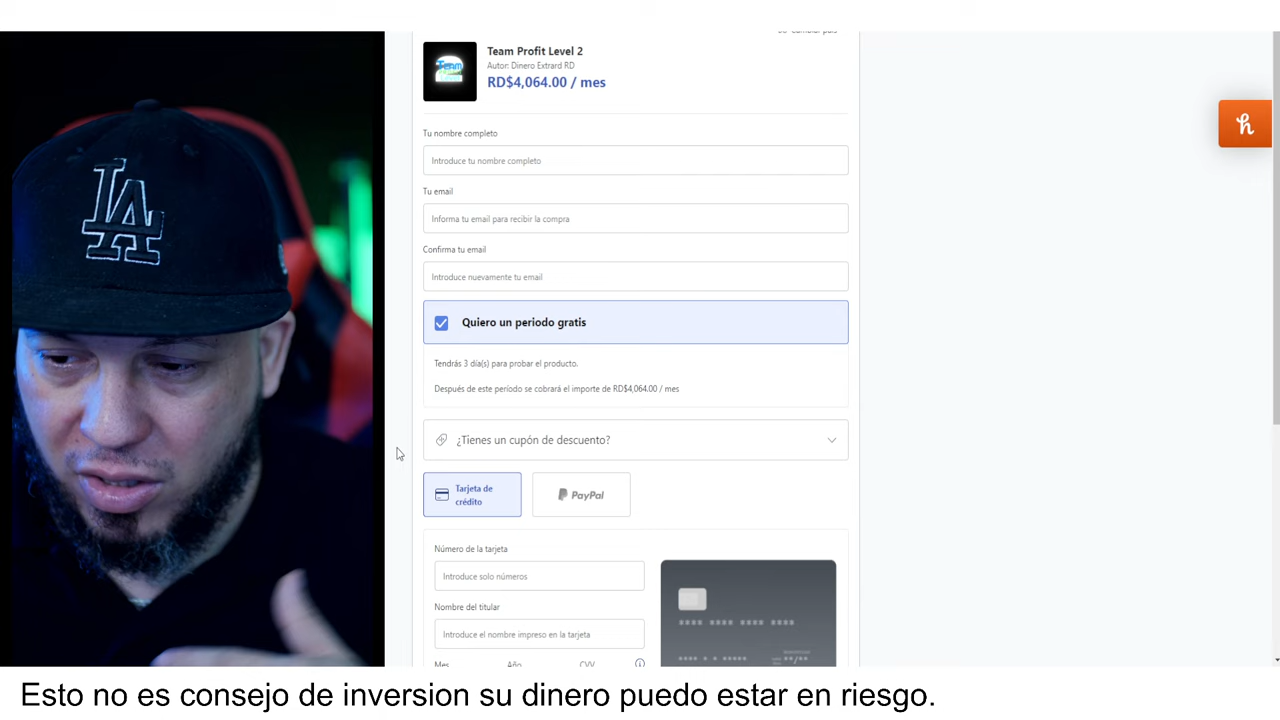 Team Profit Level 2
Autor: Dinero Extrard RD
RD$4,064.00 / mes
Tu nombre completo
Introduce tu nombre completo
Tu email
Informa tu email para recibir la compra
Confirma tu email
Introduce nuevamente tu email
Quiero un periodo gratis
Tendrás 3 día(s) para probar el producto.
Después de este período se cobrará el importe de RD$4,064.00 / mes
¿Tienes un cupón de descuento?
Tarjeta de
crédito
PayPal
Número de la tarjeta
Introduce solo números
Nombre del titular
Introduce el nombre impreso en la tarjeta
Mes Año CVV
LA
h
Esto no es consejo de inversion su dinero puedo estar en riesgo.